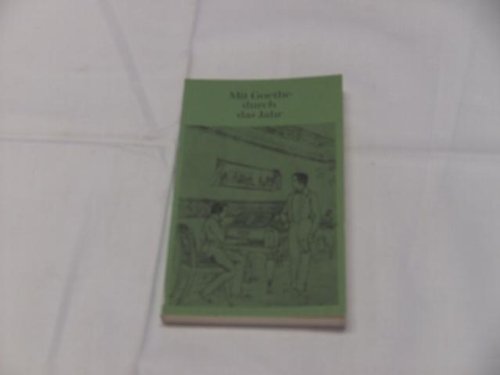 Mit Goethe
durch
das Jahr